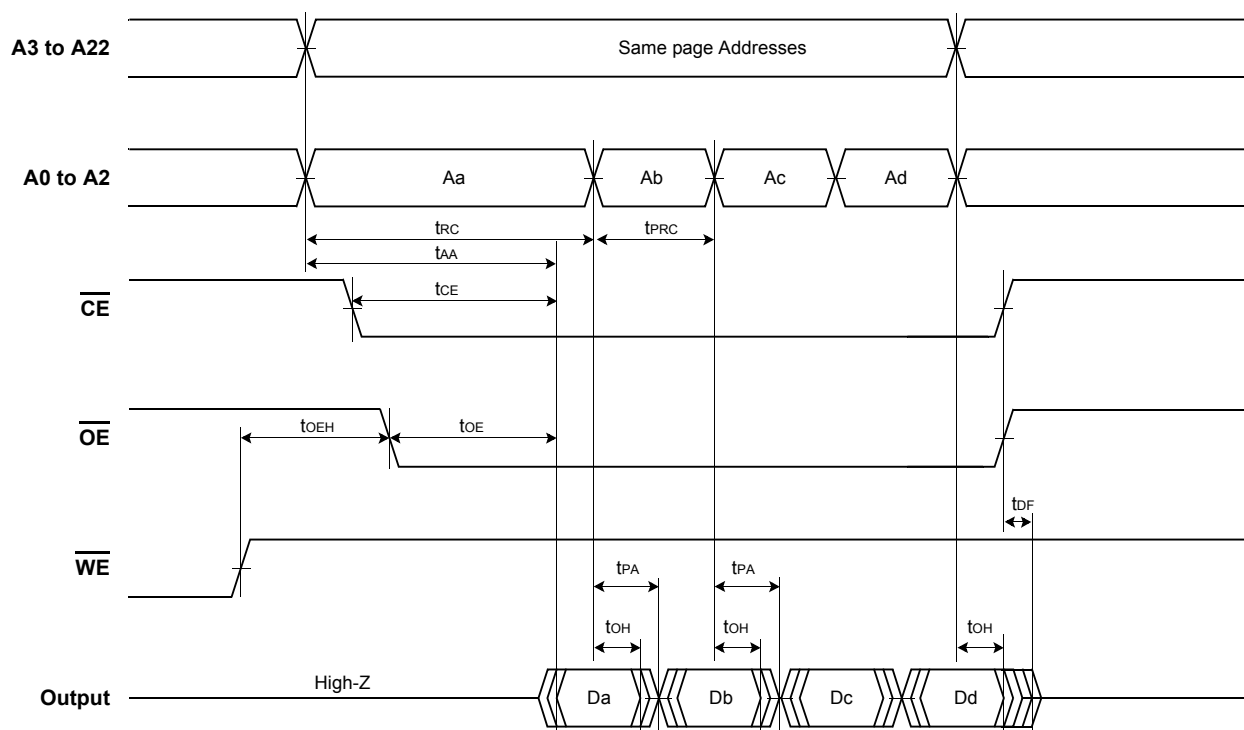 A3 to A22
Same page Addresses
A0 to A2
Aa
Ab
Ac
Ad
tRC
tPRC
tAA
CE
tCE
OE
tOEH
tOE
tDF
WE
tPA
tPA
tOH
tOH
tOH
Output
High-Z
Da
Db
Dc
Dd